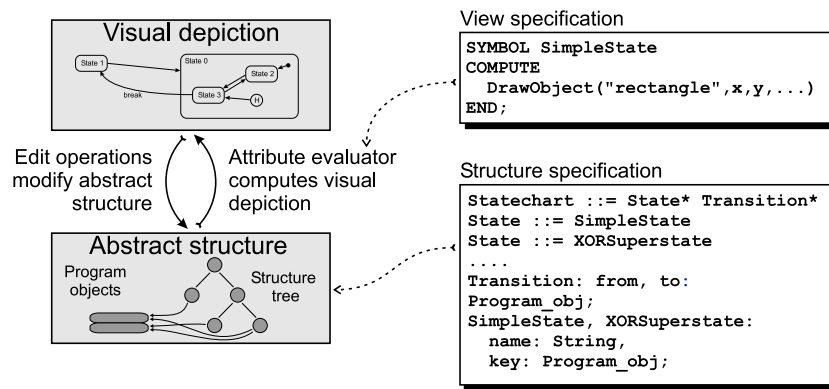 Visual depiction
State 0
State 1
State 2
State 3
break
H
Edit operations
modify abstract
structure
Attribute evaluator
computes visual
depiction
Abstract structure
Program
objects
Structure
tree
View specification
SYMBOL SimpleState
COMPUTE
DrawObject("rectangle",x,y,...)
END;
Structure specification
Statechart ::= State* Transition*
State ::= SimpleState
State ::= XORSuperstate
....
Transition: from, to:
Program_obj;
SimpleState, XORSuperstate:
name: String,
key: Program_obj;